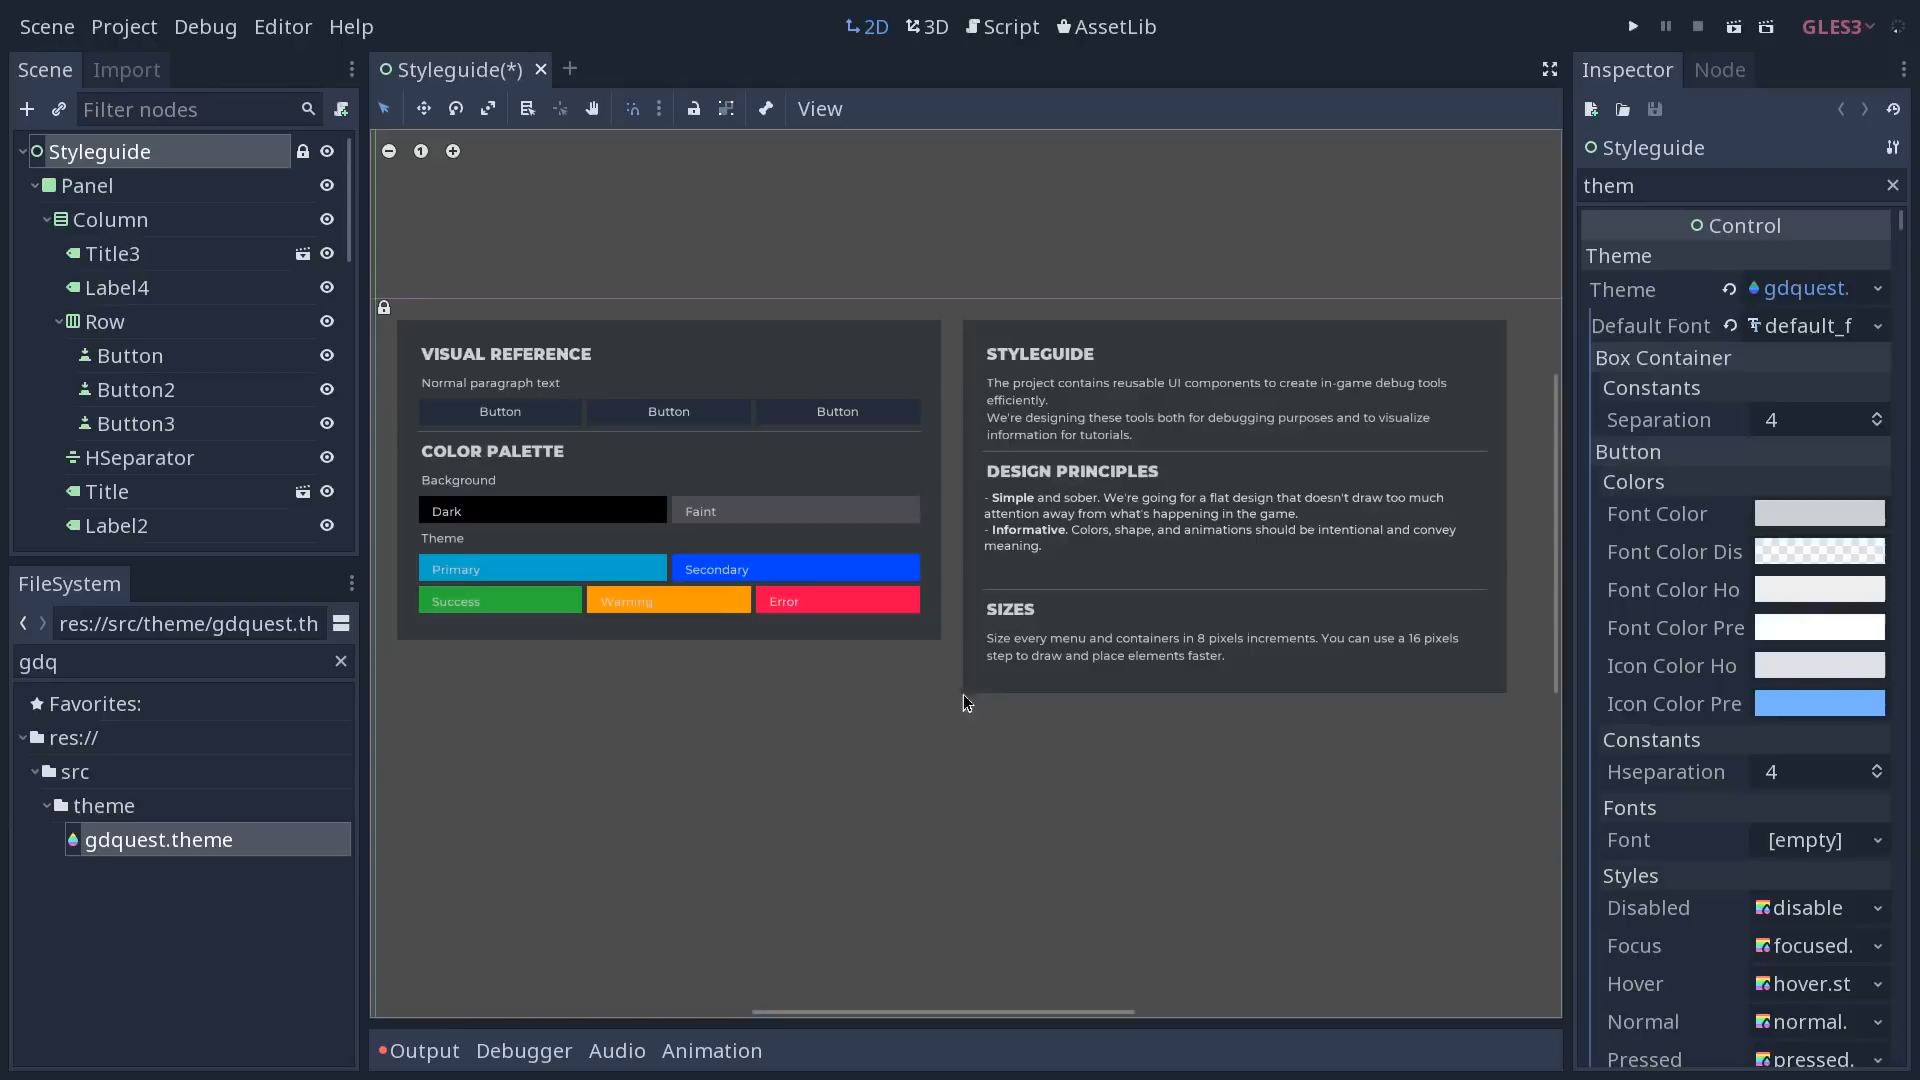 Scene Project Debug Editor Help
2D 3D Script AssetLib
GLES3
Scene Import
Filter nodes
Styleguide
Panel
Column
Title3
Label4
Row
Button
Button2
Button3
HSeparator
Title
Label2
FileSystem
res://src/theme/gdquest.th
gdq
Favorites:
res://
src
theme
gdquest.theme
Styleguide(*)
View
1
VISUAL REFERENCE
Normal paragraph text
Button Button Button
COLOR PALETTE
Background
Dark Faint
Theme
Primary Secondary
Success Warning Error
STYLEGUIDE
The project contains reusable UI components to create in-game debug tools
efficiently.
We're designing these tools both for debugging purposes and to visualize
information for tutorials.
DESIGN PRINCIPLES
- Simple and sober. We're going for a flat design that doesn't draw too much
attention away from what's happening in the game.
- Informative. Colors, shape, and animations should be intentional and convey
meaning.
SIZES
Size every menu and containers in 8 pixels increments. You can use a 16 pixels
step to draw and place elements faster.
Output Debugger Audio Animation
Inspector Node
Styleguide
them
Control
Theme
Theme gdquest.
Default Font default_f
Box Container
Constants
Separation 4
Button
Colors
Font Color
Font Color Dis
Font Color Ho
Font Color Pre
Icon Color Ho
Icon Color Pre
Constants
Hseparation 4
Fonts
Font [empty]
Styles
Disabled disable
Focus focused.
Hover hover.st
Normal normal.
Pressed pressed.